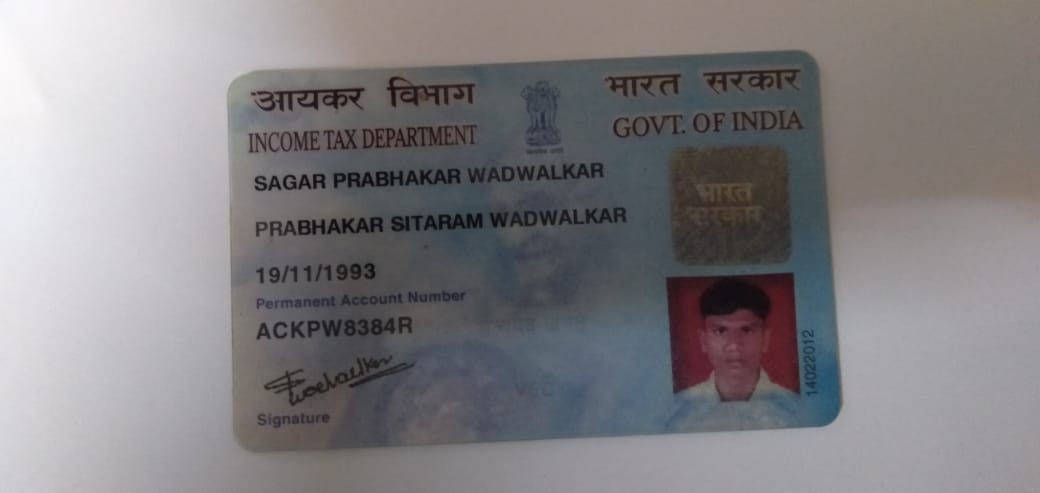 आयकर विभाग
भारत सरकार
INCOME TAX DEPARTMENT
GOVT. OF INDIA
SAGAR PRABHAKAR WADWALKAR
PRABHAKAR SITARAM WADWALKAR
भारत
सरकार
19/11/1993
Permanent Account Number
ACKPW8384R
14022012
Signature